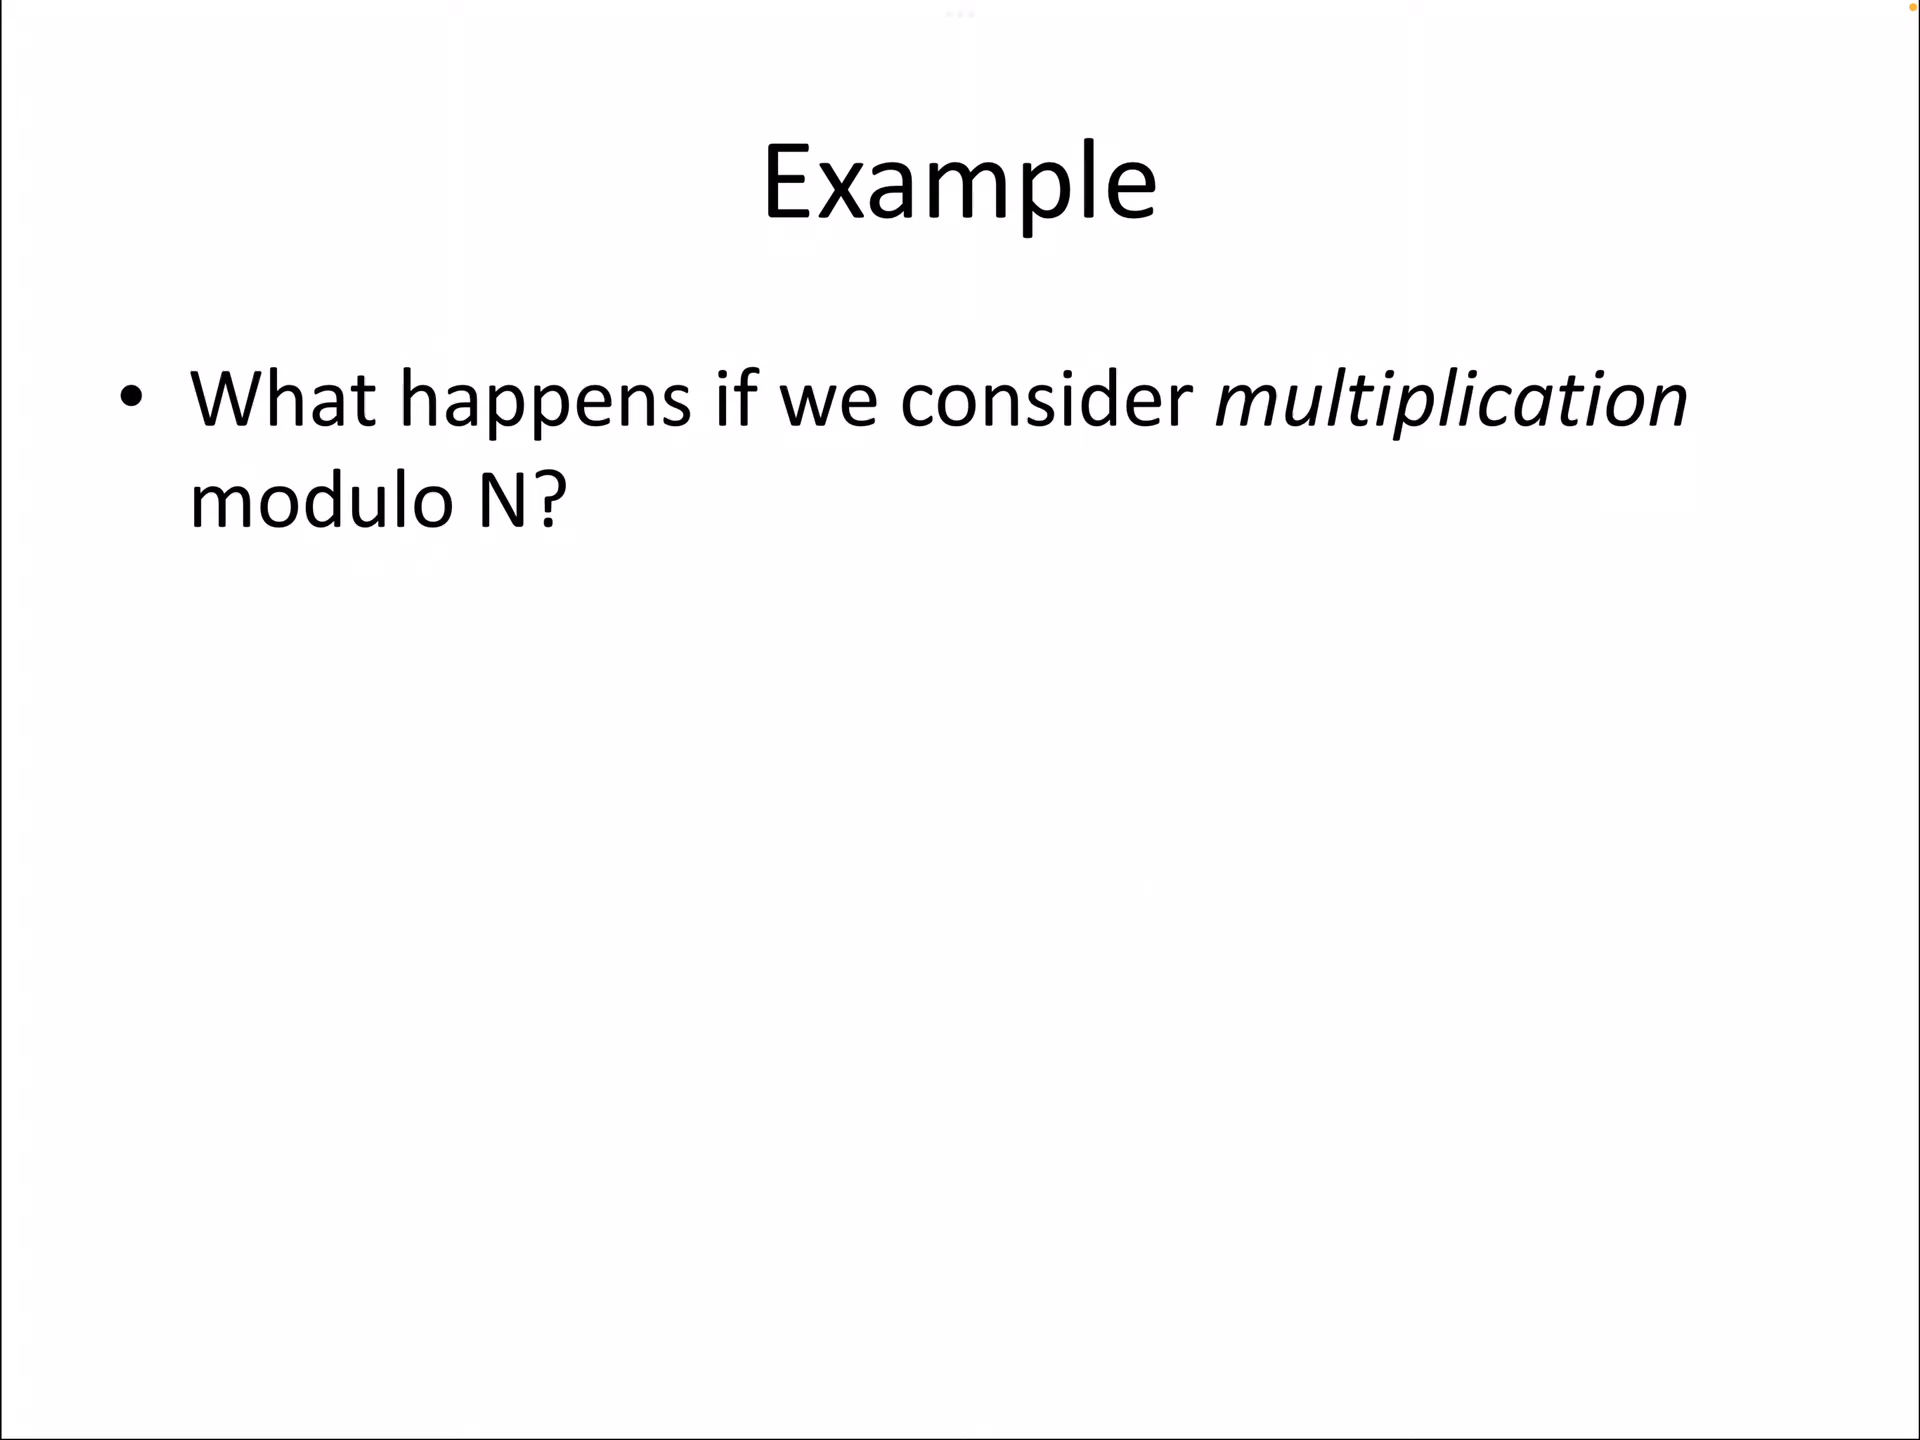 Example
• What happens if we consider multiplication
modulo N?